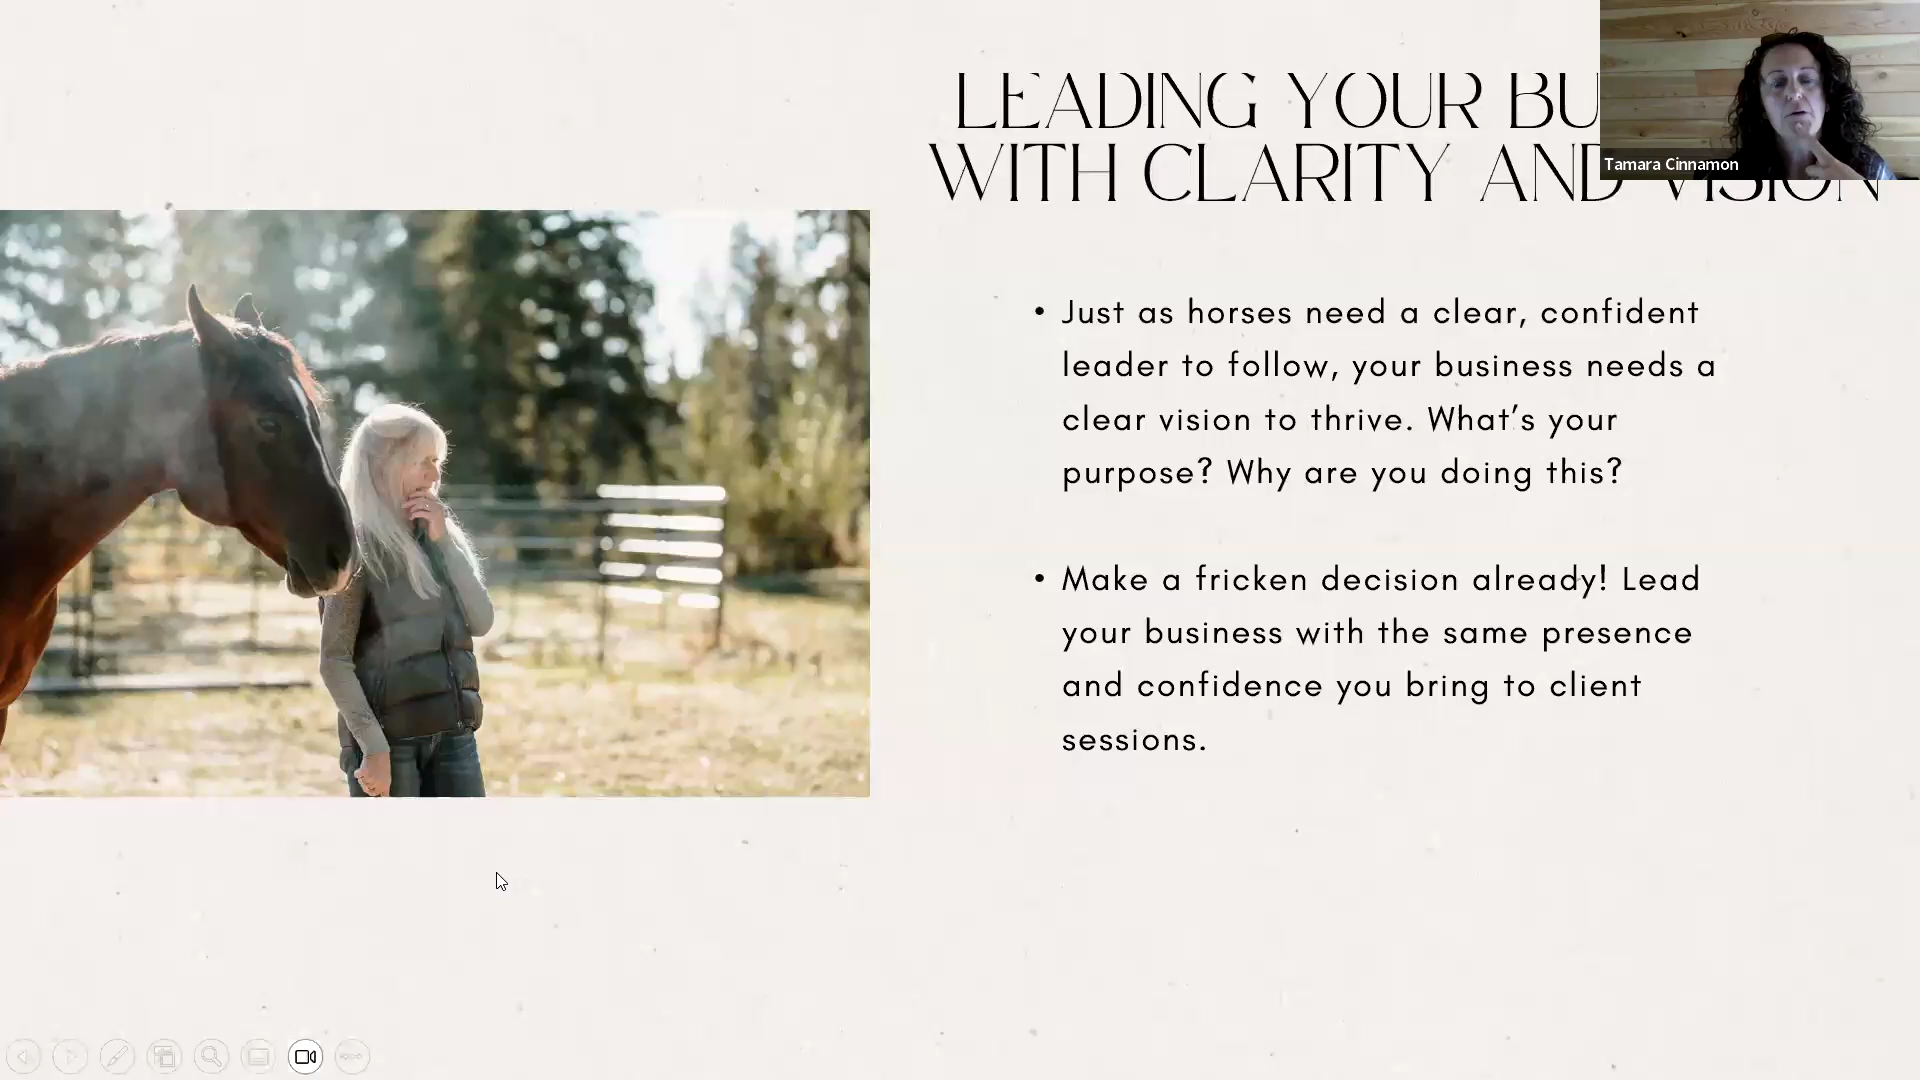 LEADING YOUR BU
WITH CLARITY AND VISION
Tamara Cinnamon
• Just as horses need a clear, confident
leader to follow, your business needs a
clear vision to thrive. What's your
purpose? Why are you doing this?
• Make a fricken decision already! Lead
your business with the same presence
and confidence you bring to client
sessions.